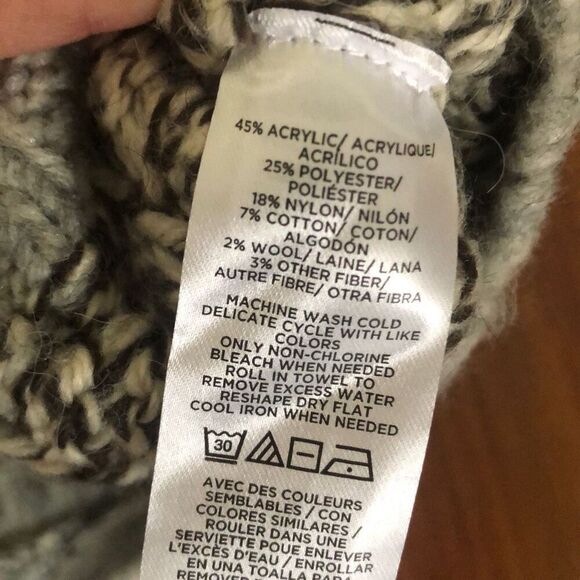 45% ACRYLIC/ ACRYLIQUE/
ACRÍLICO
25% POLYESTER/
POLIÉSTER
18% NYLON/ NILÓN
7% COTTON/ COTON/
ALGODÓN
2% WOOL/ LAINE/ LANA
3% OTHER FIBER/
AUTRE FIBRE/ OTRA FIBRA
MACHINE WASH COLD
DELICATE CYCLE WITH LIKE
COLORS
ONLY NON-CHLORINE
BLEACH WHEN NEEDED
ROLL IN TOWEL TO
REMOVE EXCESS WATER
RESHAPE DRY FLAT
COOL IRON WHEN NEEDED
30
AVEC DES COULEURS
SEMBLABLES / CON
COLORES SIMILARES /
ROULER DANS UNE
SERVIETTE POUR ENLEVER
L'EXCÈS D'EAU / ENROLLAR
EN UNA TOALLA PARA